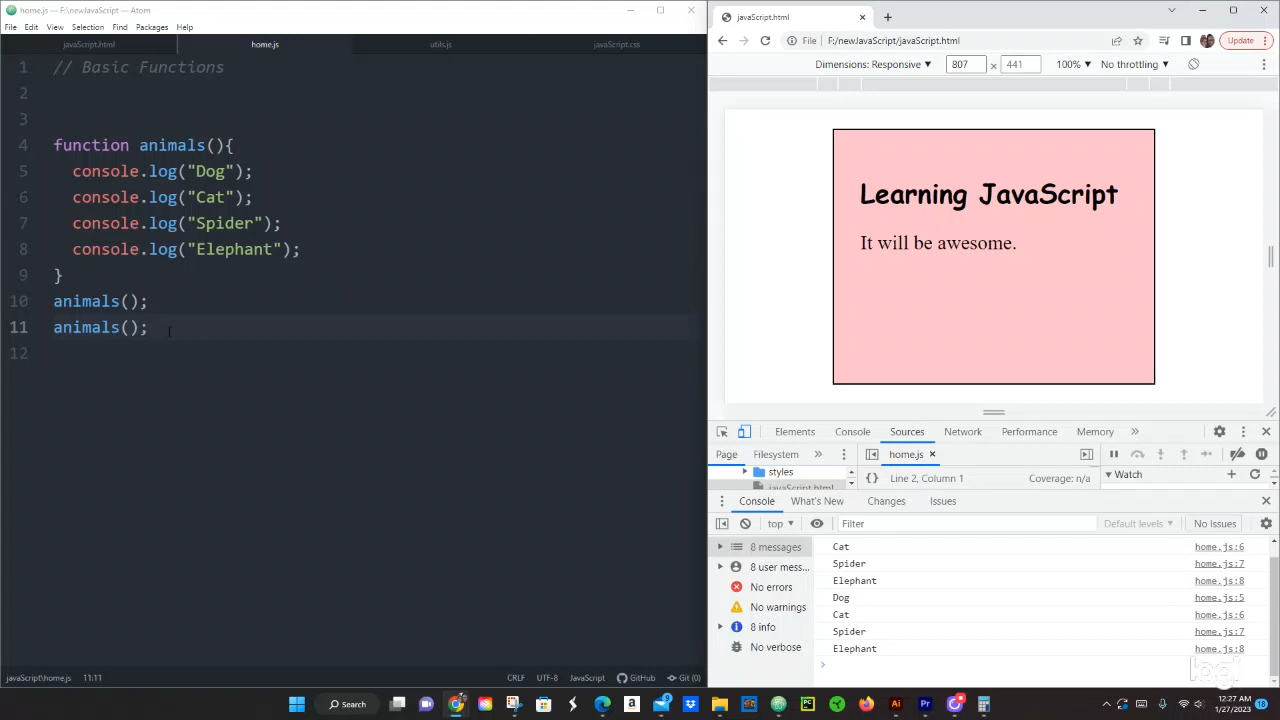 home.js — F:\newJavaScript — Atom
File Edit View Selection Find Packages Help
javaScript.html home.js utils.js javaScript.css
1 // Basic Functions
2
3
4 function animals(){
5 console.log("Dog");
6 console.log("Cat");
7 console.log("Spider");
8 console.log("Elephant");
9 }
10 animals();
11 animals();
12
javaScript\home.js 11:11 CRLF UTF-8 JavaScript GitHub Git (0)
javaScript.html
File F:/newJavaScript/javaScript.html Update
Dimensions: Responsive 807 × 441 100% No throttling
Learning JavaScript
It will be awesome.
Elements Console Sources Network Performance Memory
Page Filesystem home.js
styles
javaScript.html
{} Line 2, Column 1 Coverage: n/a
Watch
Console What's New Changes Issues
top Filter Default levels No Issues
8 messages
8 user mess...
No errors
No warnings
8 info
No verbose
Cat home.js:6
Spider home.js:7
Elephant home.js:8
Dog home.js:5
Cat home.js:6
Spider home.js:7
Elephant home.js:8
Search
12:27 AM
1/27/2023